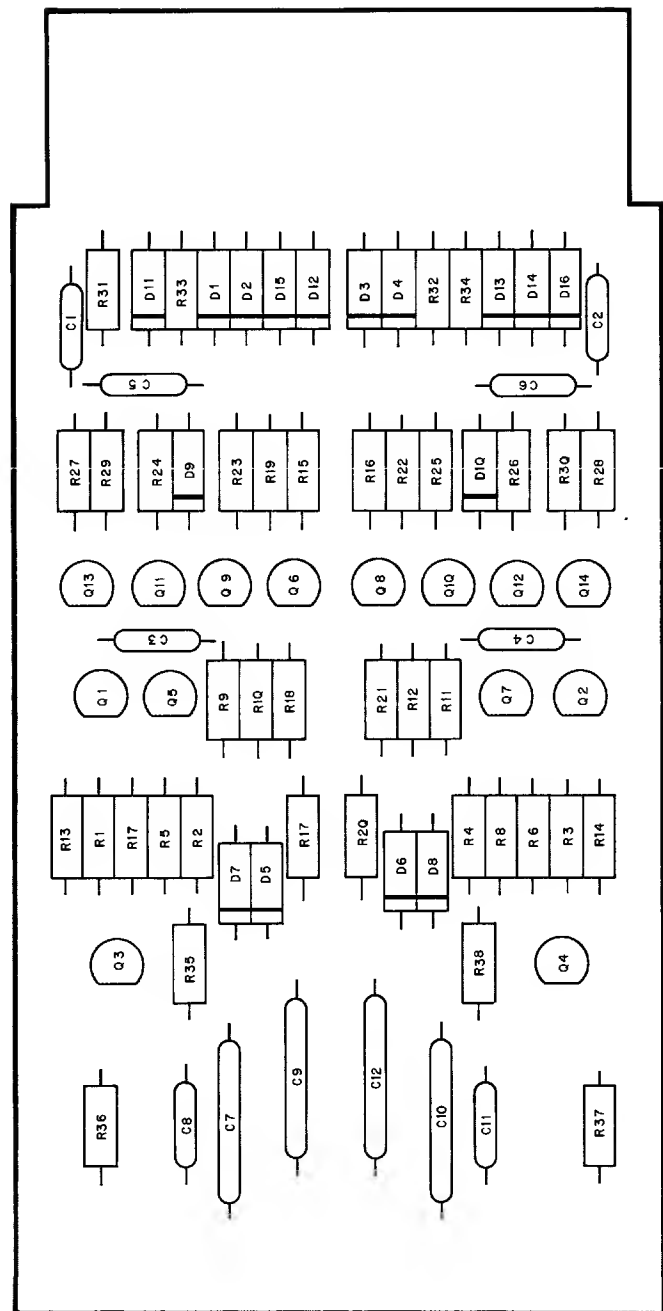 C1
R31
D11
R33
D1
D2
D15
D12
D3
D4
R32
R34
D13
D14
D16
C2
C5
C6
R27
R29
R24
D9
R23
R19
R15
R16
R22
R25
D10
R26
R30
R28
Q13
Q11
Q9
Q6
Q8
Q10
Q12
Q14
C3
C4
Q1
Q5
R9
R10
R18
R21
R12
R11
Q7
Q2
R13
R1
R17
R5
R2
D7
D5
R17
R20
D6
D8
R4
R8
R6
R3
R14
Q3
R35
R38
Q4
R36
C8
C7
C9
C12
C10
C11
R37